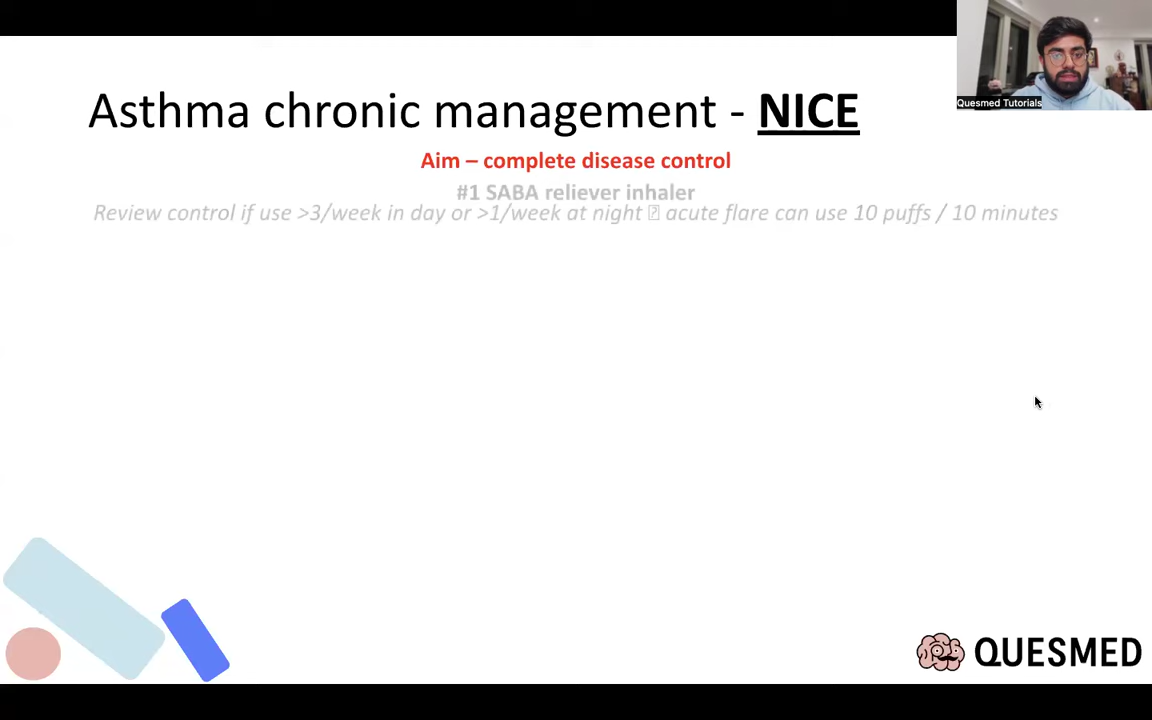 Quesmed Tutorials
Asthma chronic management - NICE
Aim – complete disease control
#1 SABA reliever inhaler
Review control if use >3/week in day or >1/week at night ⍰ acute flare can use 10 puffs / 10 minutes
QUESMED